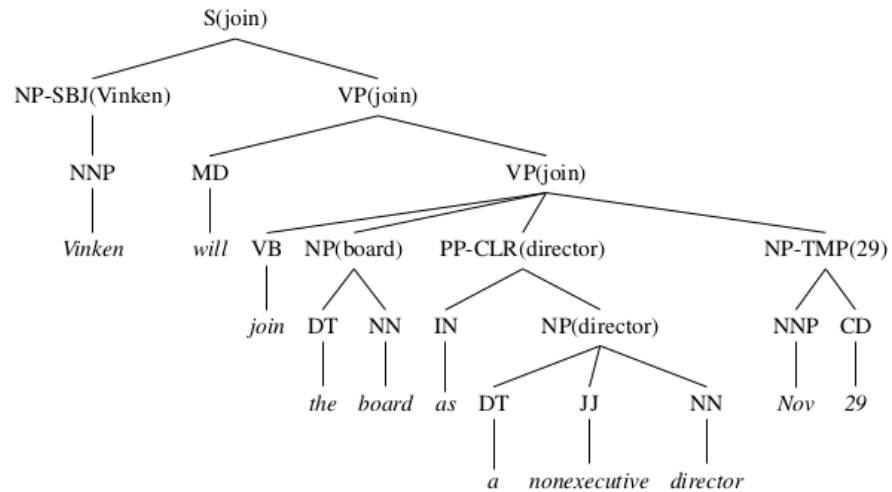 S(join)
NP-SBJ(Vinken) VP(join)
NNP MD VP(join)
Vinken will VB NP(board) PP-CLR(director) NP-TMP(29)
join DT NN IN NP(director) NNP CD
the board as DT JJ NN Nov 29
a nonexecutive director